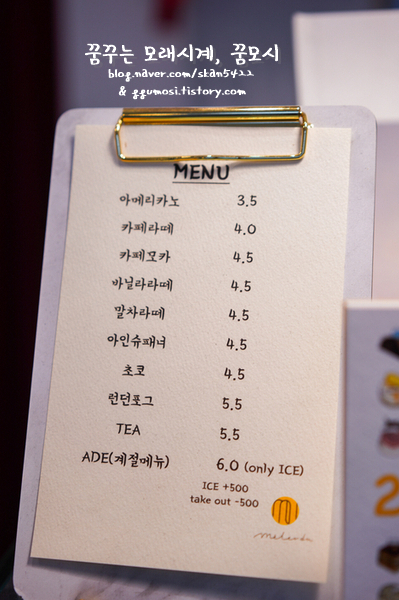 꿈꾸는 모래시계, 꿈모시
blog.naver.com/skan5422
& ggumosi.tistory.com
MENU
아메리카노 3.5
카페라떼 4.0
카페모카 4.5
바닐라라떼 4.5
말차라떼 4.5
아인슈패너 4.5
초코 4.5
런던포그 5.5
TEA 5.5
ADE(계절메뉴) 6.0 (only ICE)
ICE +500
take out -500